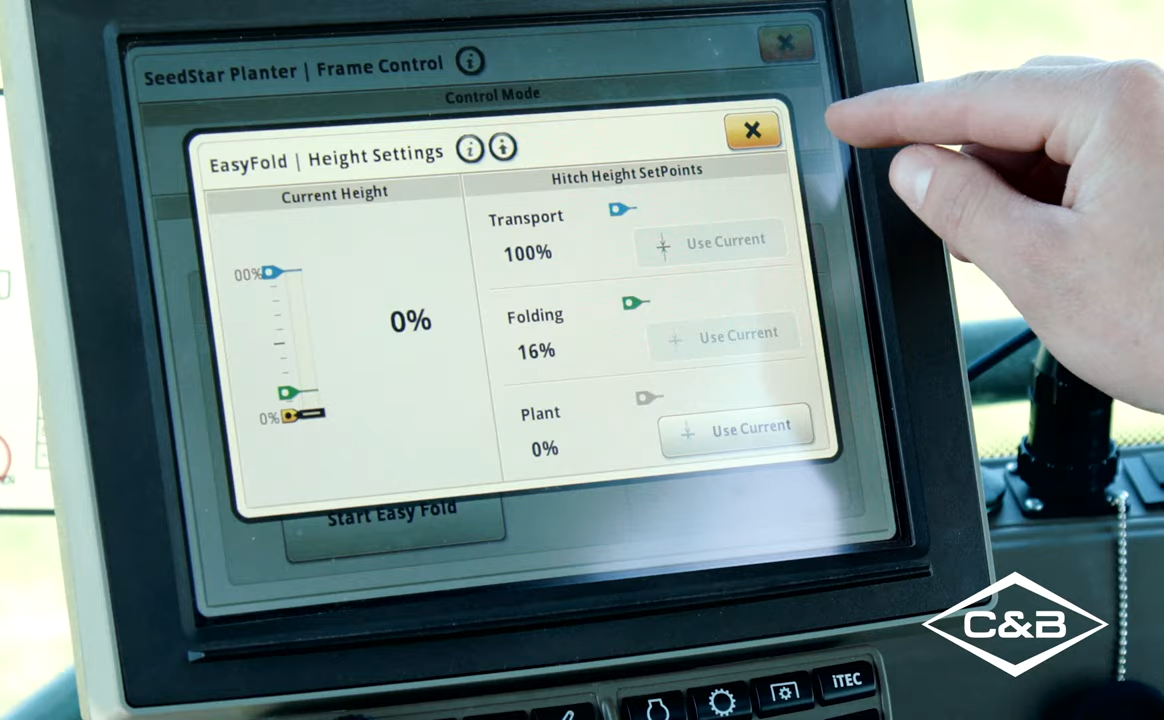 SeedStar Planter | Frame Control
Control Mode
EasyFold | Height Settings
Current Height
Hitch Height SetPoints
00%
0%
0%
Transport
100%
Use Current
Folding
16%
Use Current
Plant
0%
Use Current
Start Easy Fold
iTEC
C&B